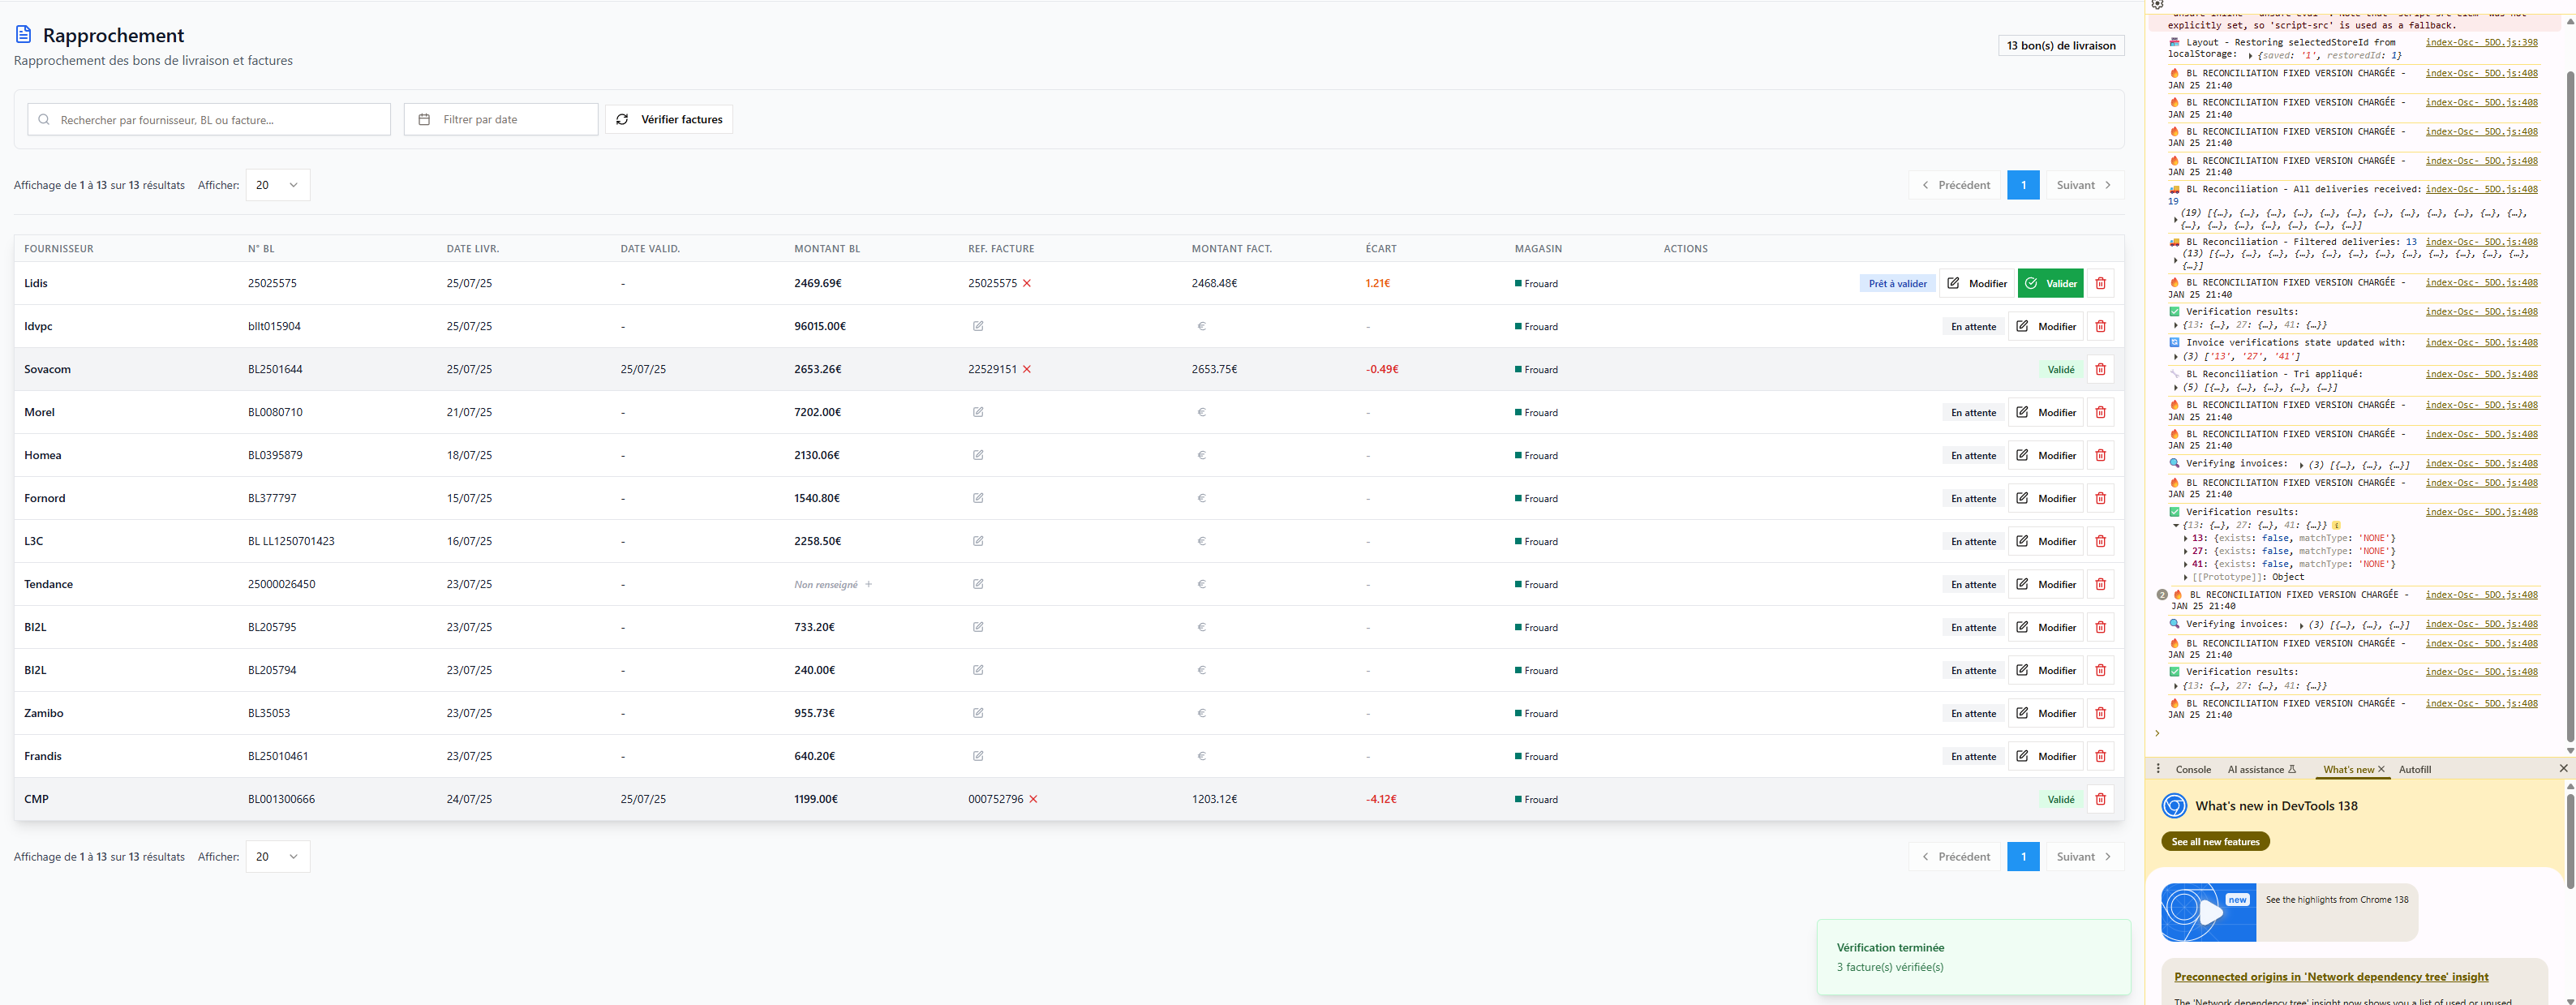 Rapprochement
Rapprochement des bons de livraison et factures
13 bon(s) de livraison
Rechercher par fournisseur, BL ou facture...
Filtrer par date
Vérifier factures
Affichage de 1 à 13 sur 13 résultats Afficher: 20
Précédent 1 Suivant
FOURNISSEUR N° BL DATE LIVR. DATE VALID. MONTANT BL REF. FACTURE MONTANT FACT. ÉCART MAGASIN ACTIONS
Lidis 25025575 25/07/25 - 2469.69€ 25025575 2468.48€ 1.21€ Frouard Prêt à valider Modifier Valider
Idvpc bllt015904 25/07/25 - 96015.00€ € - Frouard En attente Modifier
Sovacom BL2501644 25/07/25 25/07/25 2653.26€ 22529151 2653.75€ -0.49€ Frouard Validé
Morel BL0080710 21/07/25 - 7202.00€ € - Frouard En attente Modifier
Homea BL0395879 18/07/25 - 2130.06€ € - Frouard En attente Modifier
Fornord BL377797 15/07/25 - 1540.80€ € - Frouard En attente Modifier
L3C BL LL1250701423 16/07/25 - 2258.50€ € - Frouard En attente Modifier
Tendance 25000026450 23/07/25 - Non renseigné + € - Frouard En attente Modifier
BI2L BL205795 23/07/25 - 733.20€ € - Frouard En attente Modifier
BI2L BL205794 23/07/25 - 240.00€ € - Frouard En attente Modifier
Zamibo BL35053 23/07/25 - 955.73€ € - Frouard En attente Modifier
Frandis BL25010461 23/07/25 - 640.20€ € - Frouard En attente Modifier
CMP BL001300666 24/07/25 25/07/25 1199.00€ 000752796 1203.12€ -4.12€ Frouard Validé
Affichage de 1 à 13 sur 13 résultats Afficher: 20
Précédent 1 Suivant
Vérification terminée
3 facture(s) vérifiée(s)
explicitly set, so 'script-src' is used as a fallback.
Layout - Restoring selectedStoreId from index-Osc-_5DO.js:398
localStorage: {saved: '1', restoredId: 1}
BL RECONCILIATION FIXED VERSION CHARGÉE - index-Osc-_5DO.js:408
JAN 25 21:40
BL RECONCILIATION FIXED VERSION CHARGÉE - index-Osc-_5DO.js:408
JAN 25 21:40
BL RECONCILIATION FIXED VERSION CHARGÉE - index-Osc-_5DO.js:408
JAN 25 21:40
BL RECONCILIATION FIXED VERSION CHARGÉE - index-Osc-_5DO.js:408
JAN 25 21:40
BL Reconciliation - All deliveries received: index-Osc-_5DO.js:408
19
(19) [{…}, {…}, {…}, {…}, {…}, {…}, {…}, {…}, {…}, {…}, {…}, {…},
{…}, {…}, {…}, {…}, {…}, {…}, {…}]
BL Reconciliation - Filtered deliveries: 13 index-Osc-_5DO.js:408
(13) [{…}, {…}, {…}, {…}, {…}, {…}, {…}, {…}, {…}, {…}, {…}, {…},
{…}]
BL RECONCILIATION FIXED VERSION CHARGÉE - index-Osc-_5DO.js:408
JAN 25 21:40
Verification results: index-Osc-_5DO.js:408
{13: {…}, 27: {…}, 41: {…}}
Invoice verifications state updated with: index-Osc-_5DO.js:408
(3) ['13', '27', '41']
BL Reconciliation - Tri appliqué: index-Osc-_5DO.js:408
(5) [{…}, {…}, {…}, {…}, {…}]
BL RECONCILIATION FIXED VERSION CHARGÉE - index-Osc-_5DO.js:408
JAN 25 21:40
BL RECONCILIATION FIXED VERSION CHARGÉE - index-Osc-_5DO.js:408
JAN 25 21:40
Verifying invoices: (3) [{…}, {…}, {…}] index-Osc-_5DO.js:408
BL RECONCILIATION FIXED VERSION CHARGÉE - index-Osc-_5DO.js:408
JAN 25 21:40
Verification results: index-Osc-_5DO.js:408
{13: {…}, 27: {…}, 41: {…}} i
13: {exists: false, matchType: 'NONE'}
27: {exists: false, matchType: 'NONE'}
41: {exists: false, matchType: 'NONE'}
[[Prototype]]: Object
2 BL RECONCILIATION FIXED VERSION CHARGÉE - index-Osc-_5DO.js:408
JAN 25 21:40
Verifying invoices: (3) [{…}, {…}, {…}] index-Osc-_5DO.js:408
BL RECONCILIATION FIXED VERSION CHARGÉE - index-Osc-_5DO.js:408
JAN 25 21:40
Verification results: index-Osc-_5DO.js:408
{13: {…}, 27: {…}, 41: {…}}
BL RECONCILIATION FIXED VERSION CHARGÉE - index-Osc-_5DO.js:408
JAN 25 21:40
Console AI assistance What's new Autofill
What's new in DevTools 138
See all new features
new
See the highlights from Chrome 138
Preconnected origins in 'Network dependency tree' insight
The 'Network dependency tree' insight now shows you a list of used or unused